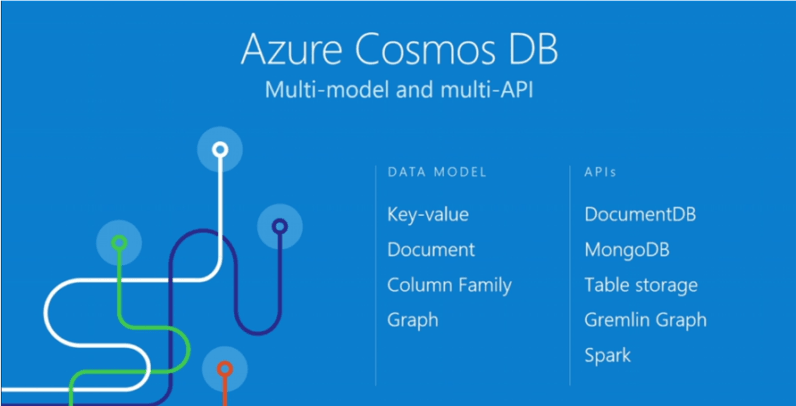 Azure Cosmos DB
Multi-model and multi-API
DATA MODEL
Key-value
Document
Column Family
Graph
APIs
DocumentDB
MongoDB
Table storage
Gremlin Graph
Spark